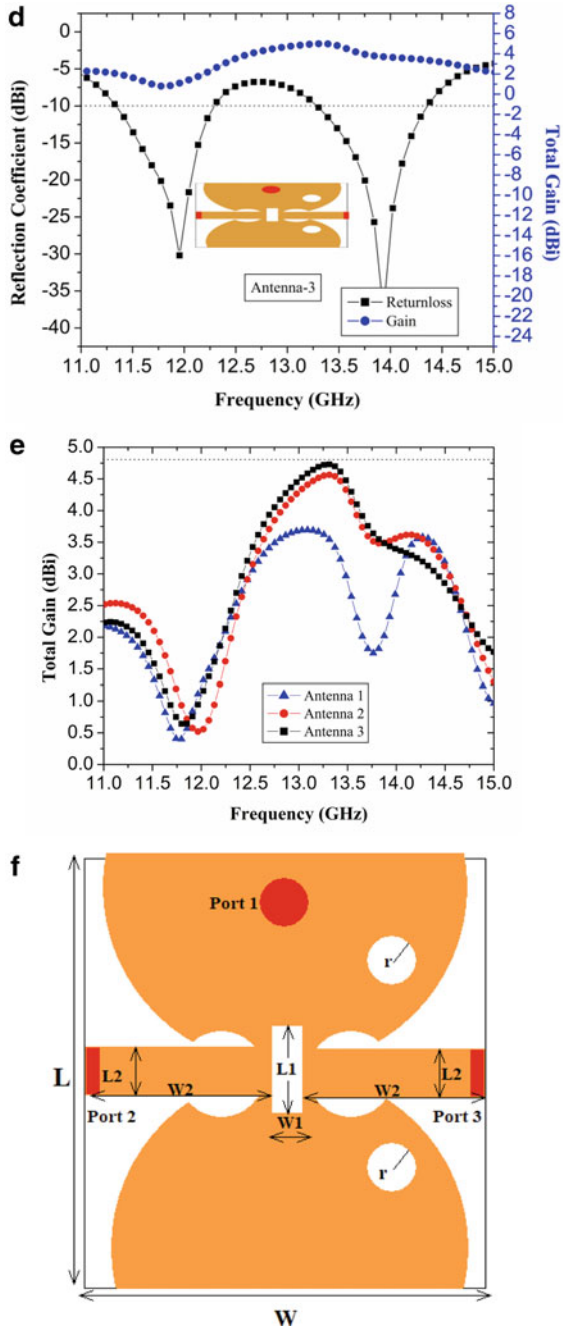 d
0
-5
-10
-15
-20
-25
-30
-35
-40
Reflection Coefficient (dBi)
8
6
4
2
0
-1
-2
-4
-6
-8
-10
-12
-14
-16
-18
-20
-22
-24
Total Gain (dBi)
Antenna-3
Returnloss
Gain
11.0 11.5 12.0 12.5 13.0 13.5 14.0 14.5 15.0
Frequency (GHz)
e
5.0
4.5
4.0
3.5
3.0
2.5
2.0
1.5
1.0
0.5
0.0
Total Gain (dBi)
Antenna 1
Antenna 2
Antenna 3
11.0 11.5 12.0 12.5 13.0 13.5 14.0 14.5 15.0
Frequency (GHz)
f
Port 1
r
L
L2
L1
L2
W2
W2
Port 2
W1
Port 3
r
W